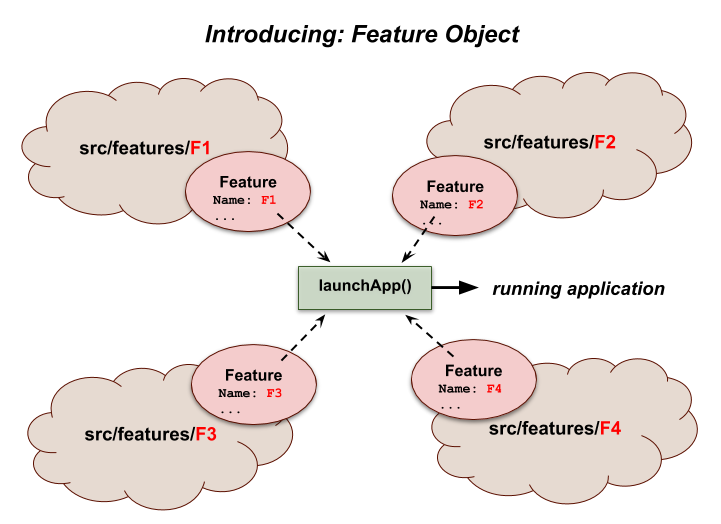 Introducing: Feature Object
src/features/F1
Feature
Name: F1
...
src/features/F2
Feature
Name: F2
...
launchApp()
running application
Feature
Name: F3
...
src/features/F3
Feature
Name: F4
...
src/features/F4